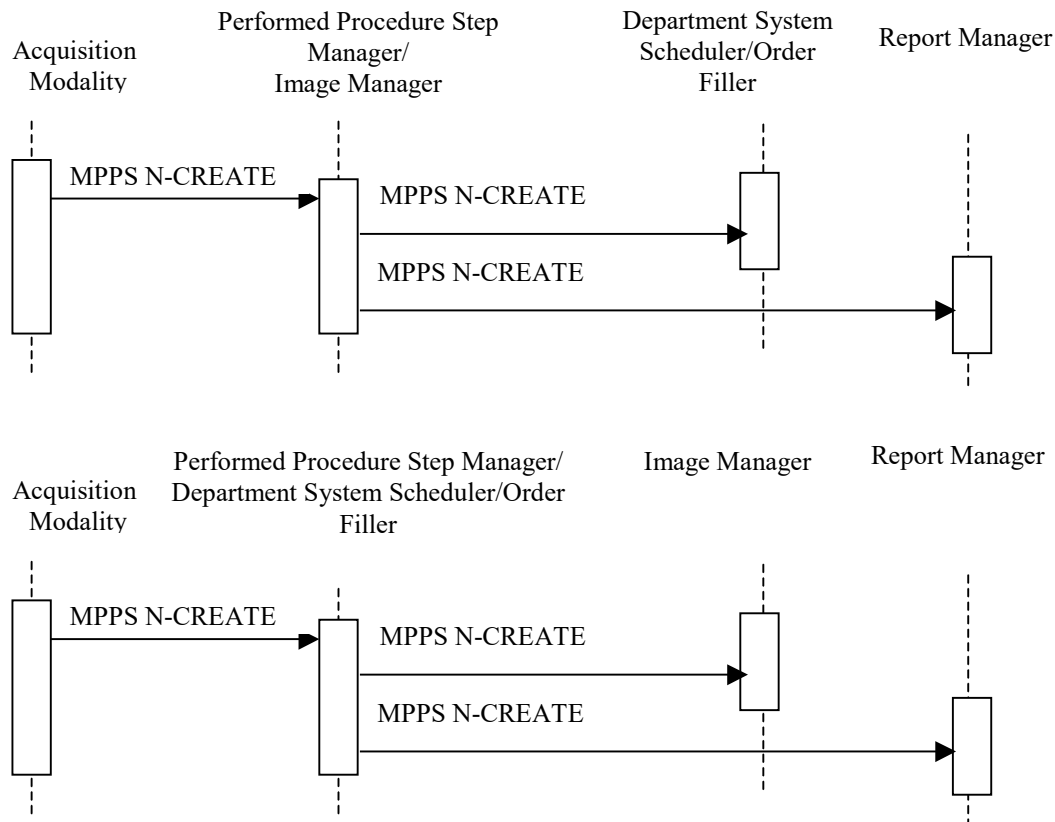 Acquisition
Modality
Performed Procedure Step
Manager/
Image Manager
Department System
Scheduler/Order
Filler
Report Manager
MPPS N-CREATE
MPPS N-CREATE
MPPS N-CREATE
Acquisition
Modality
Performed Procedure Step Manager/
Department System Scheduler/Order
Filler
Image Manager
Report Manager
MPPS N-CREATE
MPPS N-CREATE
MPPS N-CREATE